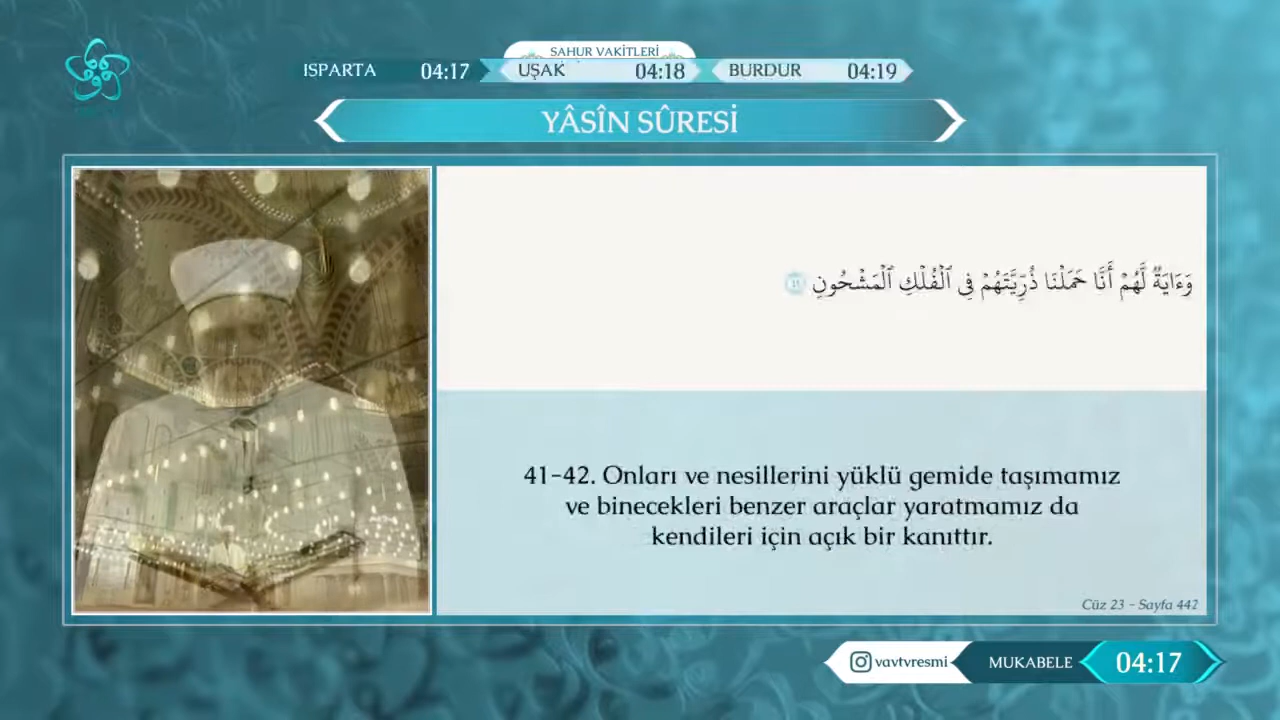 SAHUR VAKİTLERİ
ISPARTA 04:17 UŞAK 04:18 BURDUR 04:19
YÂSÎN SÛRESİ
وَءَايَةٌ لَّهُمْ أَنَّا حَمَلْنَا ذُرِّيَّتَهُمْ فِى ٱلْفُلْكِ ٱلْمَشْحُونِ ٤١
41-42. Onları ve nesillerini yüklü gemide taşımamız
ve binecekleri benzer araçlar yaratmamız da
kendileri için açık bir kanıttır.
Cüz 23 - Sayfa 442
vavtvresmi MUKABELE 04:17